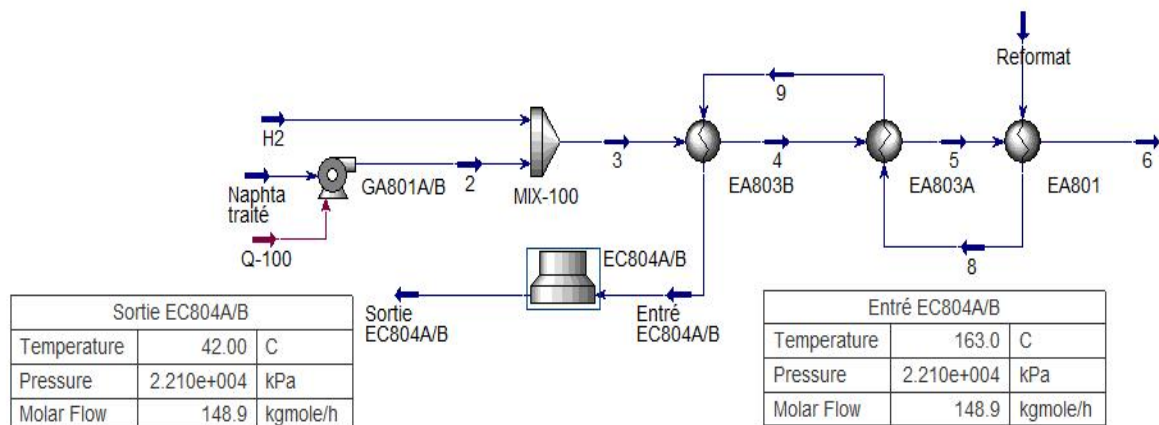 Reformat
9
H2
3
4
5
6
Naphta
traité
GA801A/B
2
MIX-100
EA803B
EA803A
EA801
Q-100
8
EC804A/B
Sortie
EC804A/B
Entré
EC804A/B
Sortie EC804A/B
Temperature 42.00 C
Pressure 2.210e+004 kPa
Molar Flow 148.9 kgmole/h
Entré EC804A/B
Temperature 163.0 C
Pressure 2.210e+004 kPa
Molar Flow 148.9 kgmole/h